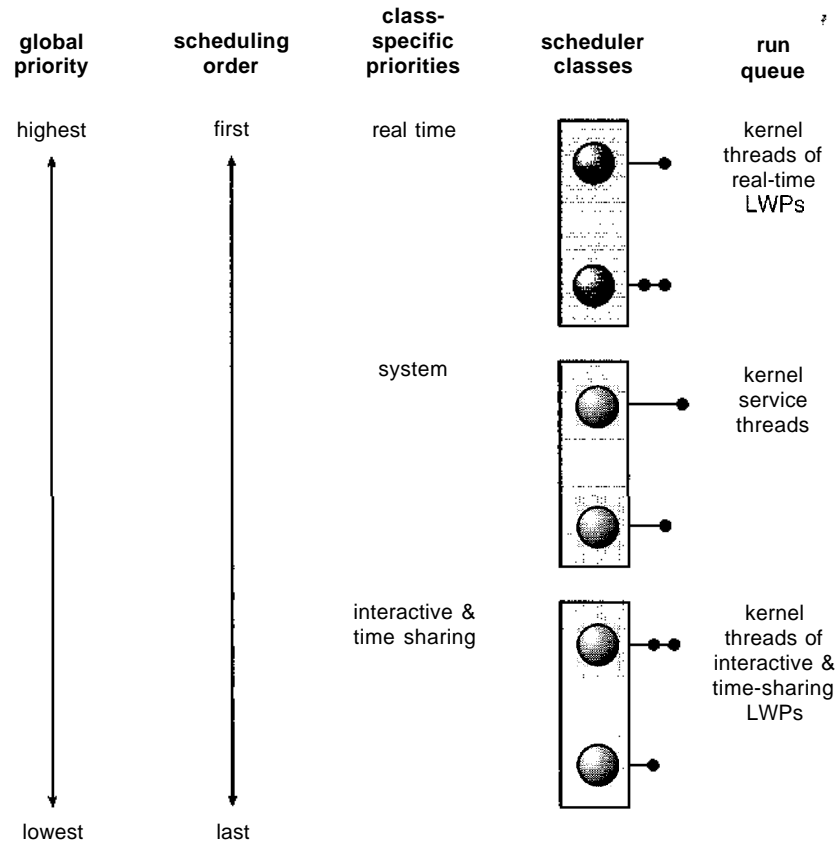 global
priority
scheduling
order
class-
specific
priorities
scheduler
classes
run
queue
highest
first
real time
kernel
threads of
real-time
LWPs
system
kernel
service
threads
interactive &
time sharing
kernel
threads of
interactive &
time-sharing
LWPs
lowest
last